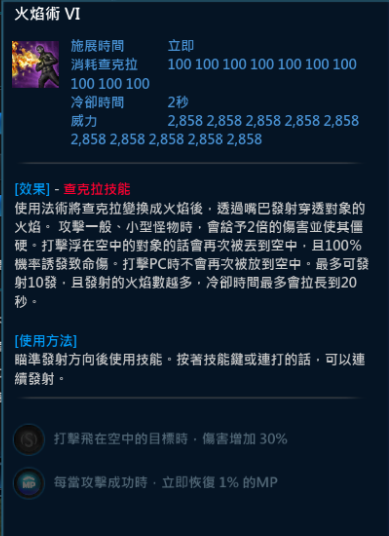 火焰術 VI
施展時間 立即
消耗查克拉 100 100 100 100 100 100 100
100 100 100
冷卻時間 2秒
威力 2,858 2,858 2,858 2,858 2,858
2,858 2,858 2,858 2,858 2,858
[效果] - 查克拉技能
使用法術將查克拉變換成火焰後，透過嘴巴發射穿透對象的
火焰。 攻擊一般、小型怪物時，會給予2倍的傷害並使其僵
硬。打擊浮在空中的對象的話會再次被丟到空中，且100%
機率誘發致命傷。打擊PC時不會再次被放到空中。最多可發
射10發，且發射的火焰數越多，冷卻時間最多會拉長到20
秒。
[使用方法]
瞄準發射方向後使用技能。按著技能鍵或連打的話，可以連
續發射。
打擊飛在空中的目標時，傷害增加 30%
每當攻擊成功時，立即恢復 1% 的MP